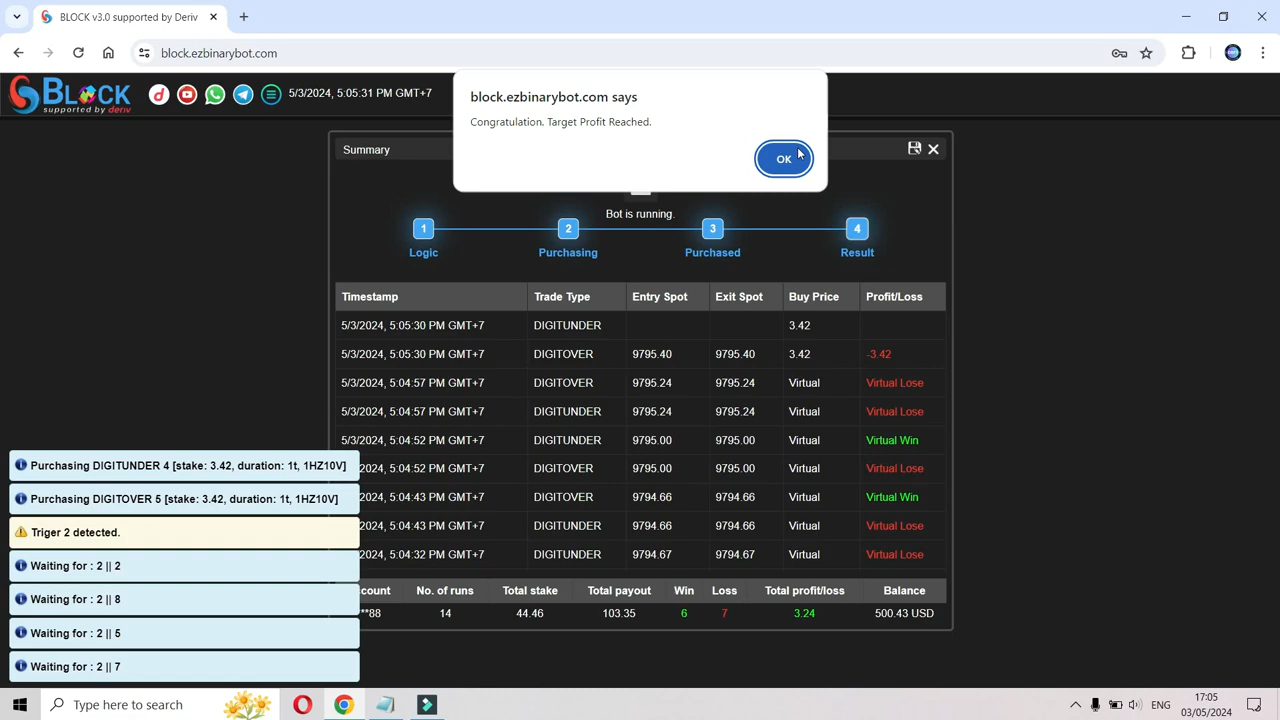 BLOCK v3.0 supported by Deriv
block.ezbinarybot.com
BLOCK
supported by deriv
5/3/2024, 5:05:31 PM GMT+7
block.ezbinarybot.com says
Congratulation. Target Profit Reached.
OK
Summary
Bot is running.
1 2 3 4
Logic Purchasing Purchased Result
Timestamp Trade Type Entry Spot Exit Spot Buy Price Profit/Loss
5/3/2024, 5:05:30 PM GMT+7 DIGITUNDER 3.42
5/3/2024, 5:05:30 PM GMT+7 DIGITOVER 9795.40 9795.40 3.42 -3.42
5/3/2024, 5:04:57 PM GMT+7 DIGITOVER 9795.24 9795.24 Virtual Virtual Lose
5/3/2024, 5:04:57 PM GMT+7 DIGITUNDER 9795.24 9795.24 Virtual Virtual Lose
5/3/2024, 5:04:52 PM GMT+7 DIGITUNDER 9795.00 9795.00 Virtual Virtual Win
2024, 5:04:52 PM GMT+7 DIGITOVER 9795.00 9795.00 Virtual Virtual Lose
2024, 5:04:43 PM GMT+7 DIGITOVER 9794.66 9794.66 Virtual Virtual Win
2024, 5:04:43 PM GMT+7 DIGITUNDER 9794.66 9794.66 Virtual Virtual Lose
2024, 5:04:32 PM GMT+7 DIGITUNDER 9794.67 9794.67 Virtual Virtual Lose
count No. of runs Total stake Total payout Win Loss Total profit/loss Balance
**88 14 44.46 103.35 6 7 3.24 500.43 USD
Purchasing DIGITUNDER 4 [stake: 3.42, duration: 1t, 1HZ10V]
Purchasing DIGITOVER 5 [stake: 3.42, duration: 1t, 1HZ10V]
Triger 2 detected.
Waiting for : 2 || 2
Waiting for : 2 || 8
Waiting for : 2 || 5
Waiting for : 2 || 7
Type here to search
ENG
17:05
03/05/2024